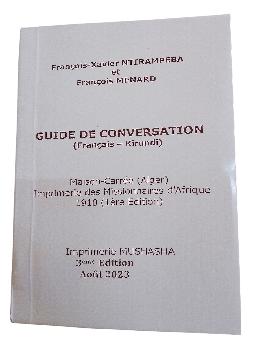 François-Xavier NTIRAMPEBA
et
François MENARD
GUIDE DE CONVERSATION
(Français – Kirundi)
Maison-Carrée (Alger)
Imprimerie des Missionnaires d'Afrique
1910 (1ère Edition)
Imprimerie MUSHASHA
3ème Edition
Août 2023